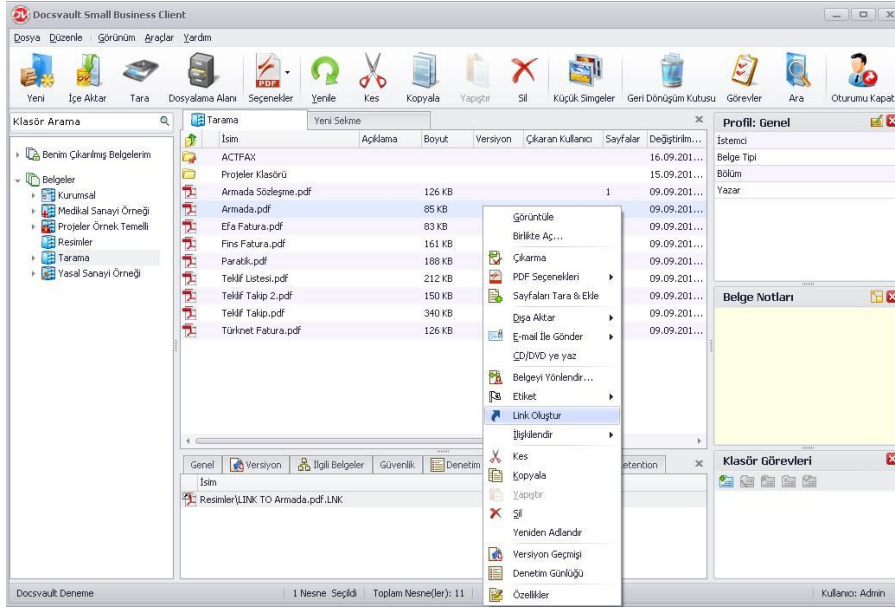 Docsvault Small Business Client
Dosya Düzenle Görünüm Araçlar Yardım
Yeni İçe Aktar Tara Dosyalama Alanı Seçenekler Yenile Kes Kopyala Yapıştır Sil Küçük Simgeler Geri Dönüşüm Kutusu Görevler Ara Oturumu Kapat
Klasör Arama
Benim Çıkarılmış Belgelerim
Belgeler
Kurumsal
Medikal Sanayi Örneği
Projeler Örnek Temelli
Resimler
Tarama
Yasal Sanayi Örneği
Tarama Yeni Sekme
İsim Açıklama Boyut Versiyon Çıkaran Kullanıcı Sayfalar Değiştirilm...
ACTFAX 16.09.201...
Projeler Klasörü 15.09.201...
Armada Sözleşme.pdf 126 KB 1 09.09.201...
Armada.pdf 85 KB 09.09.201...
Efa Fatura.pdf 83 KB 09.09.201...
Fins Fatura.pdf 161 KB 09.09.201...
Paratik.pdf 188 KB 09.09.201...
Teklif Listesi.pdf 212 KB 09.09.201...
Teklif Takip 2.pdf 150 KB 09.09.201...
Teklif Takip.pdf 340 KB 09.09.201...
Türknet Fatura.pdf 126 KB 09.09.201...
Görüntüle
Birlikte Aç...
Çıkarma
PDF Seçenekleri
Sayfaları Tara & Ekle
Dışa Aktar
E-mail İle Gönder
CD/DVD ye yaz
Belgeyi Yönlendir...
Etiket
Link Oluştur
İlişkilendir
Kes
Kopyala
Yapıştır
Sil
Yeniden Adlandır
Versiyon Geçmişi
Denetim Günlüğü
Özellikler
Genel Versiyon İlgili Belgeler Güvenlik Denetim etention
İsim
Resimler\LINK TO Armada.pdf.LNK
Profil: Genel
İstemci
Belge Tipi
Bölüm
Yazar
Belge Notları
Klasör Görevleri
Docsvault Deneme 1 Nesne Seçildi Toplam Nesne(ler): 11 Kullanıcı: Admin